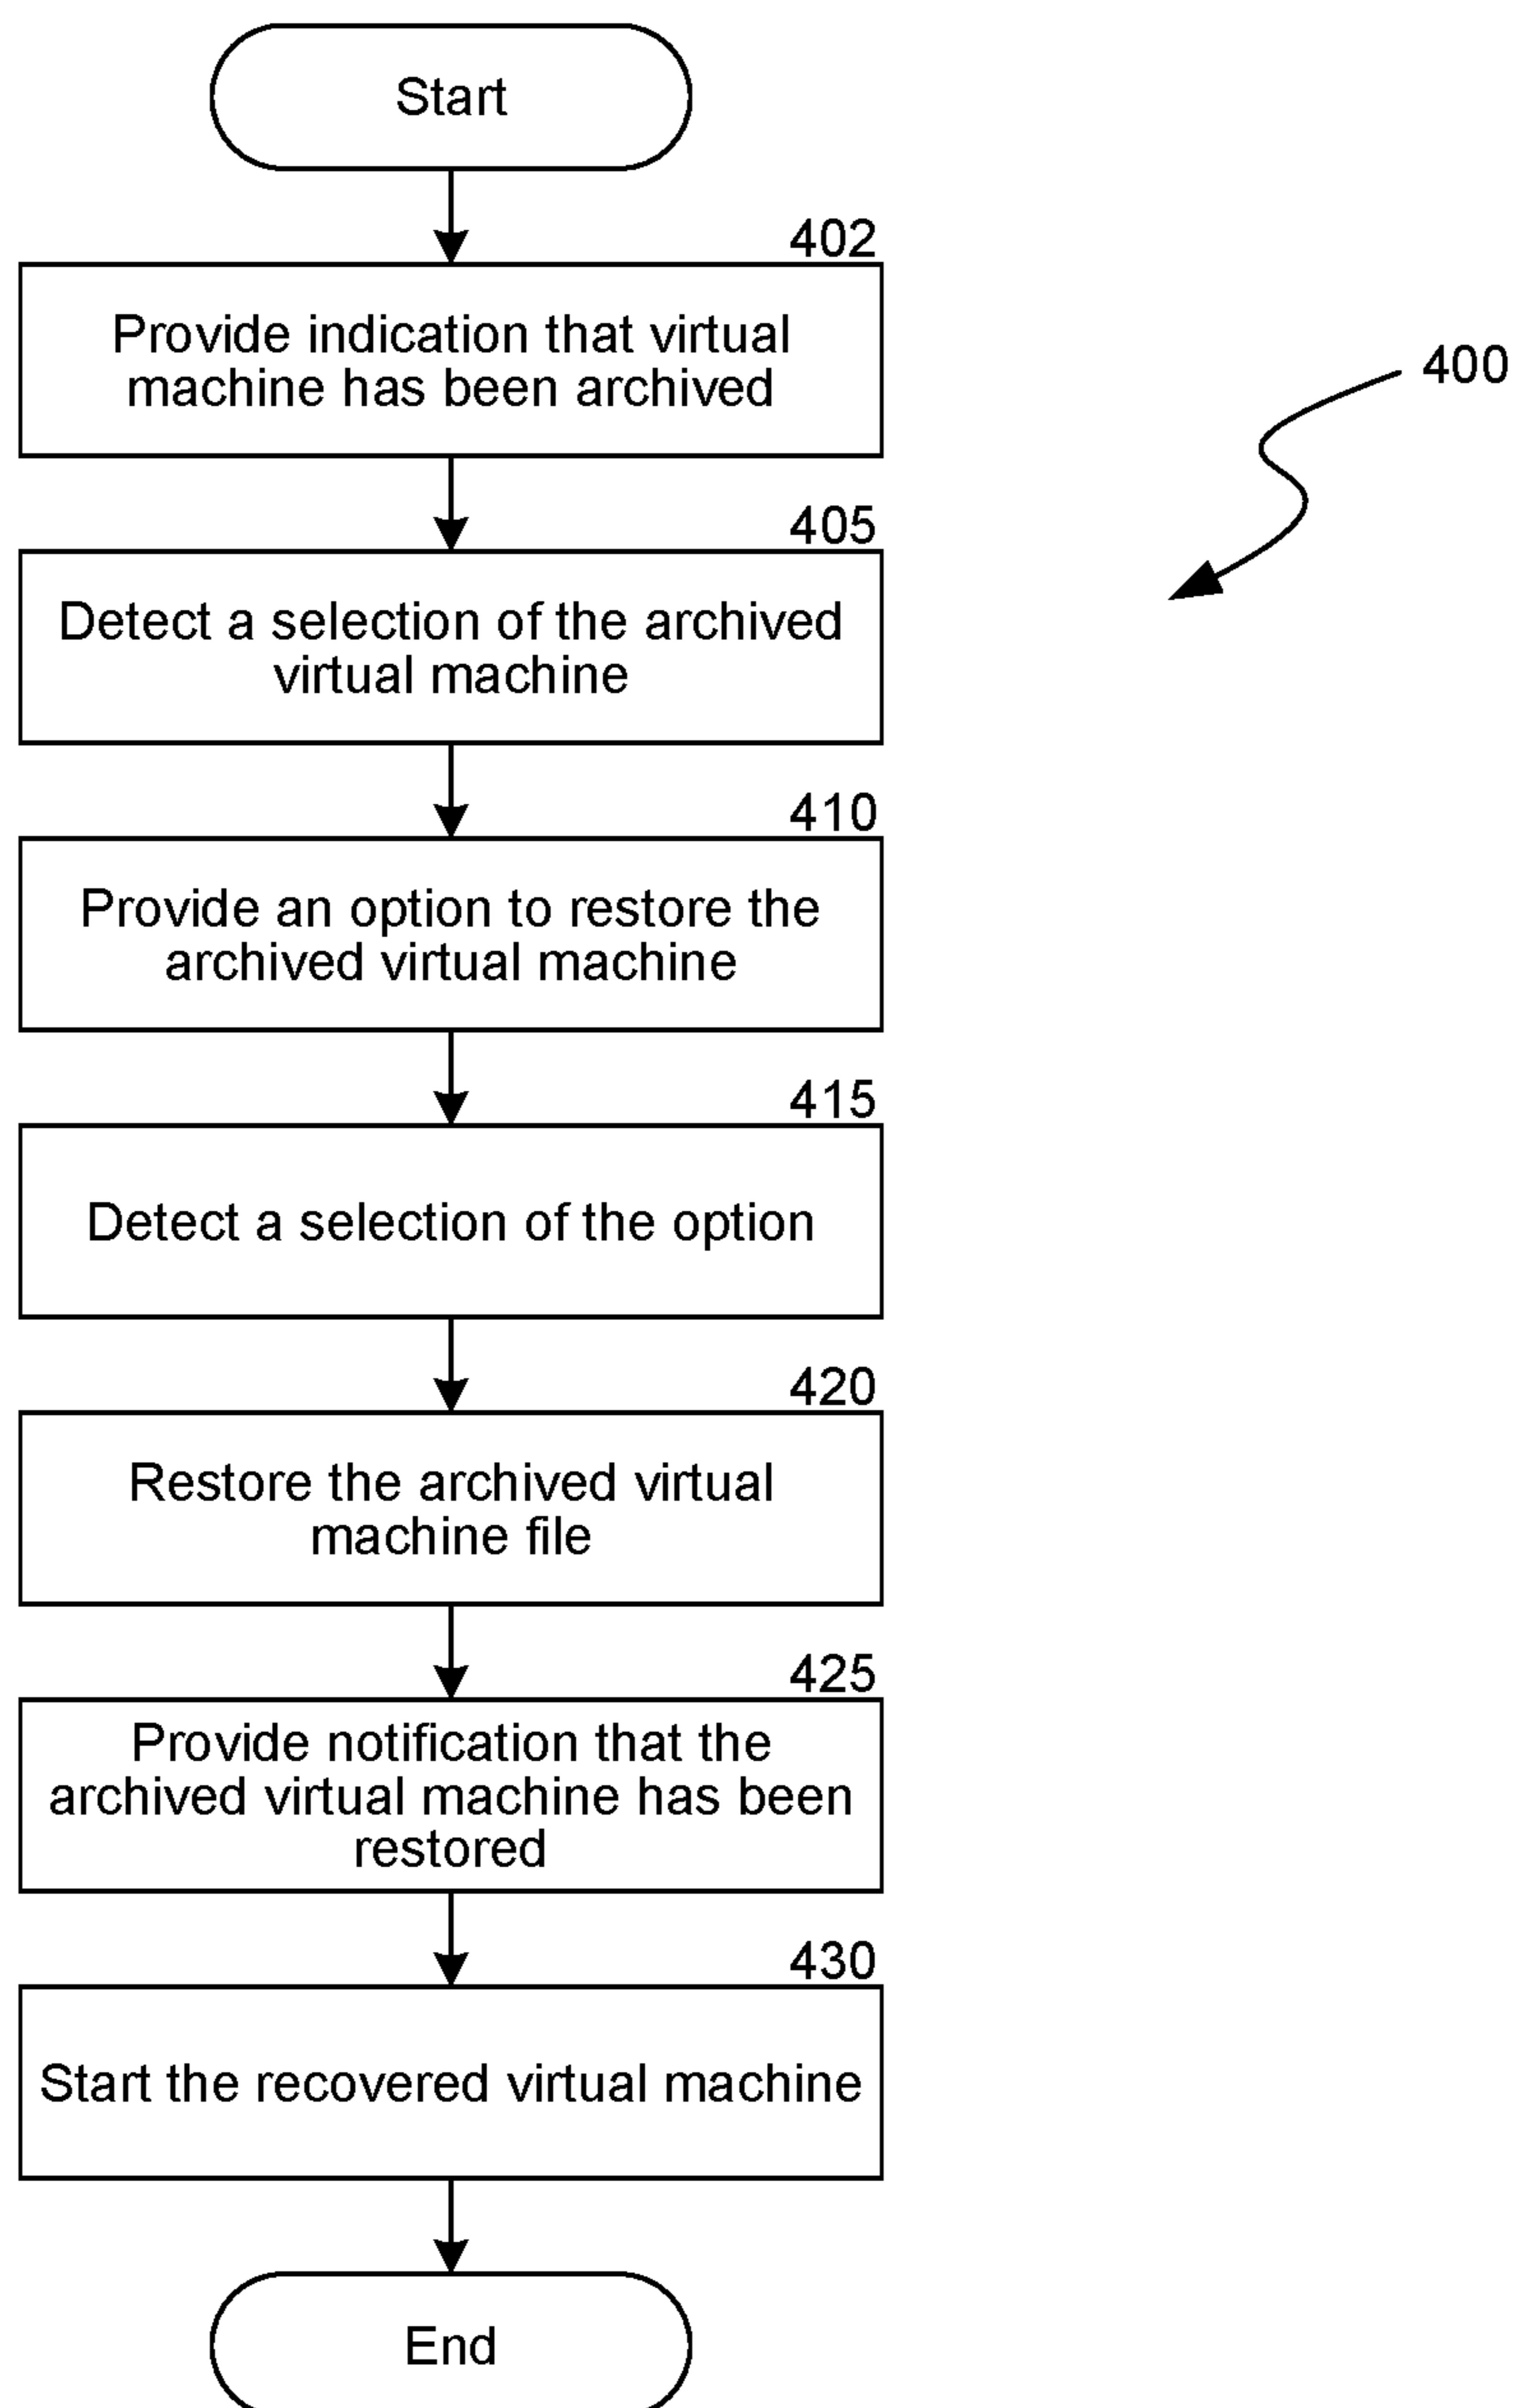 Start
402
Provide indication that virtual
machine has been archived
400
405
Detect a selection of the archived
virtual machine
410
Provide an option to restore the
archived virtual machine
415
Detect a selection of the option
420
Restore the archived virtual
machine file
425
Provide notification that the
archived virtual machine has been
restored
430
Start the recovered virtual machine
End